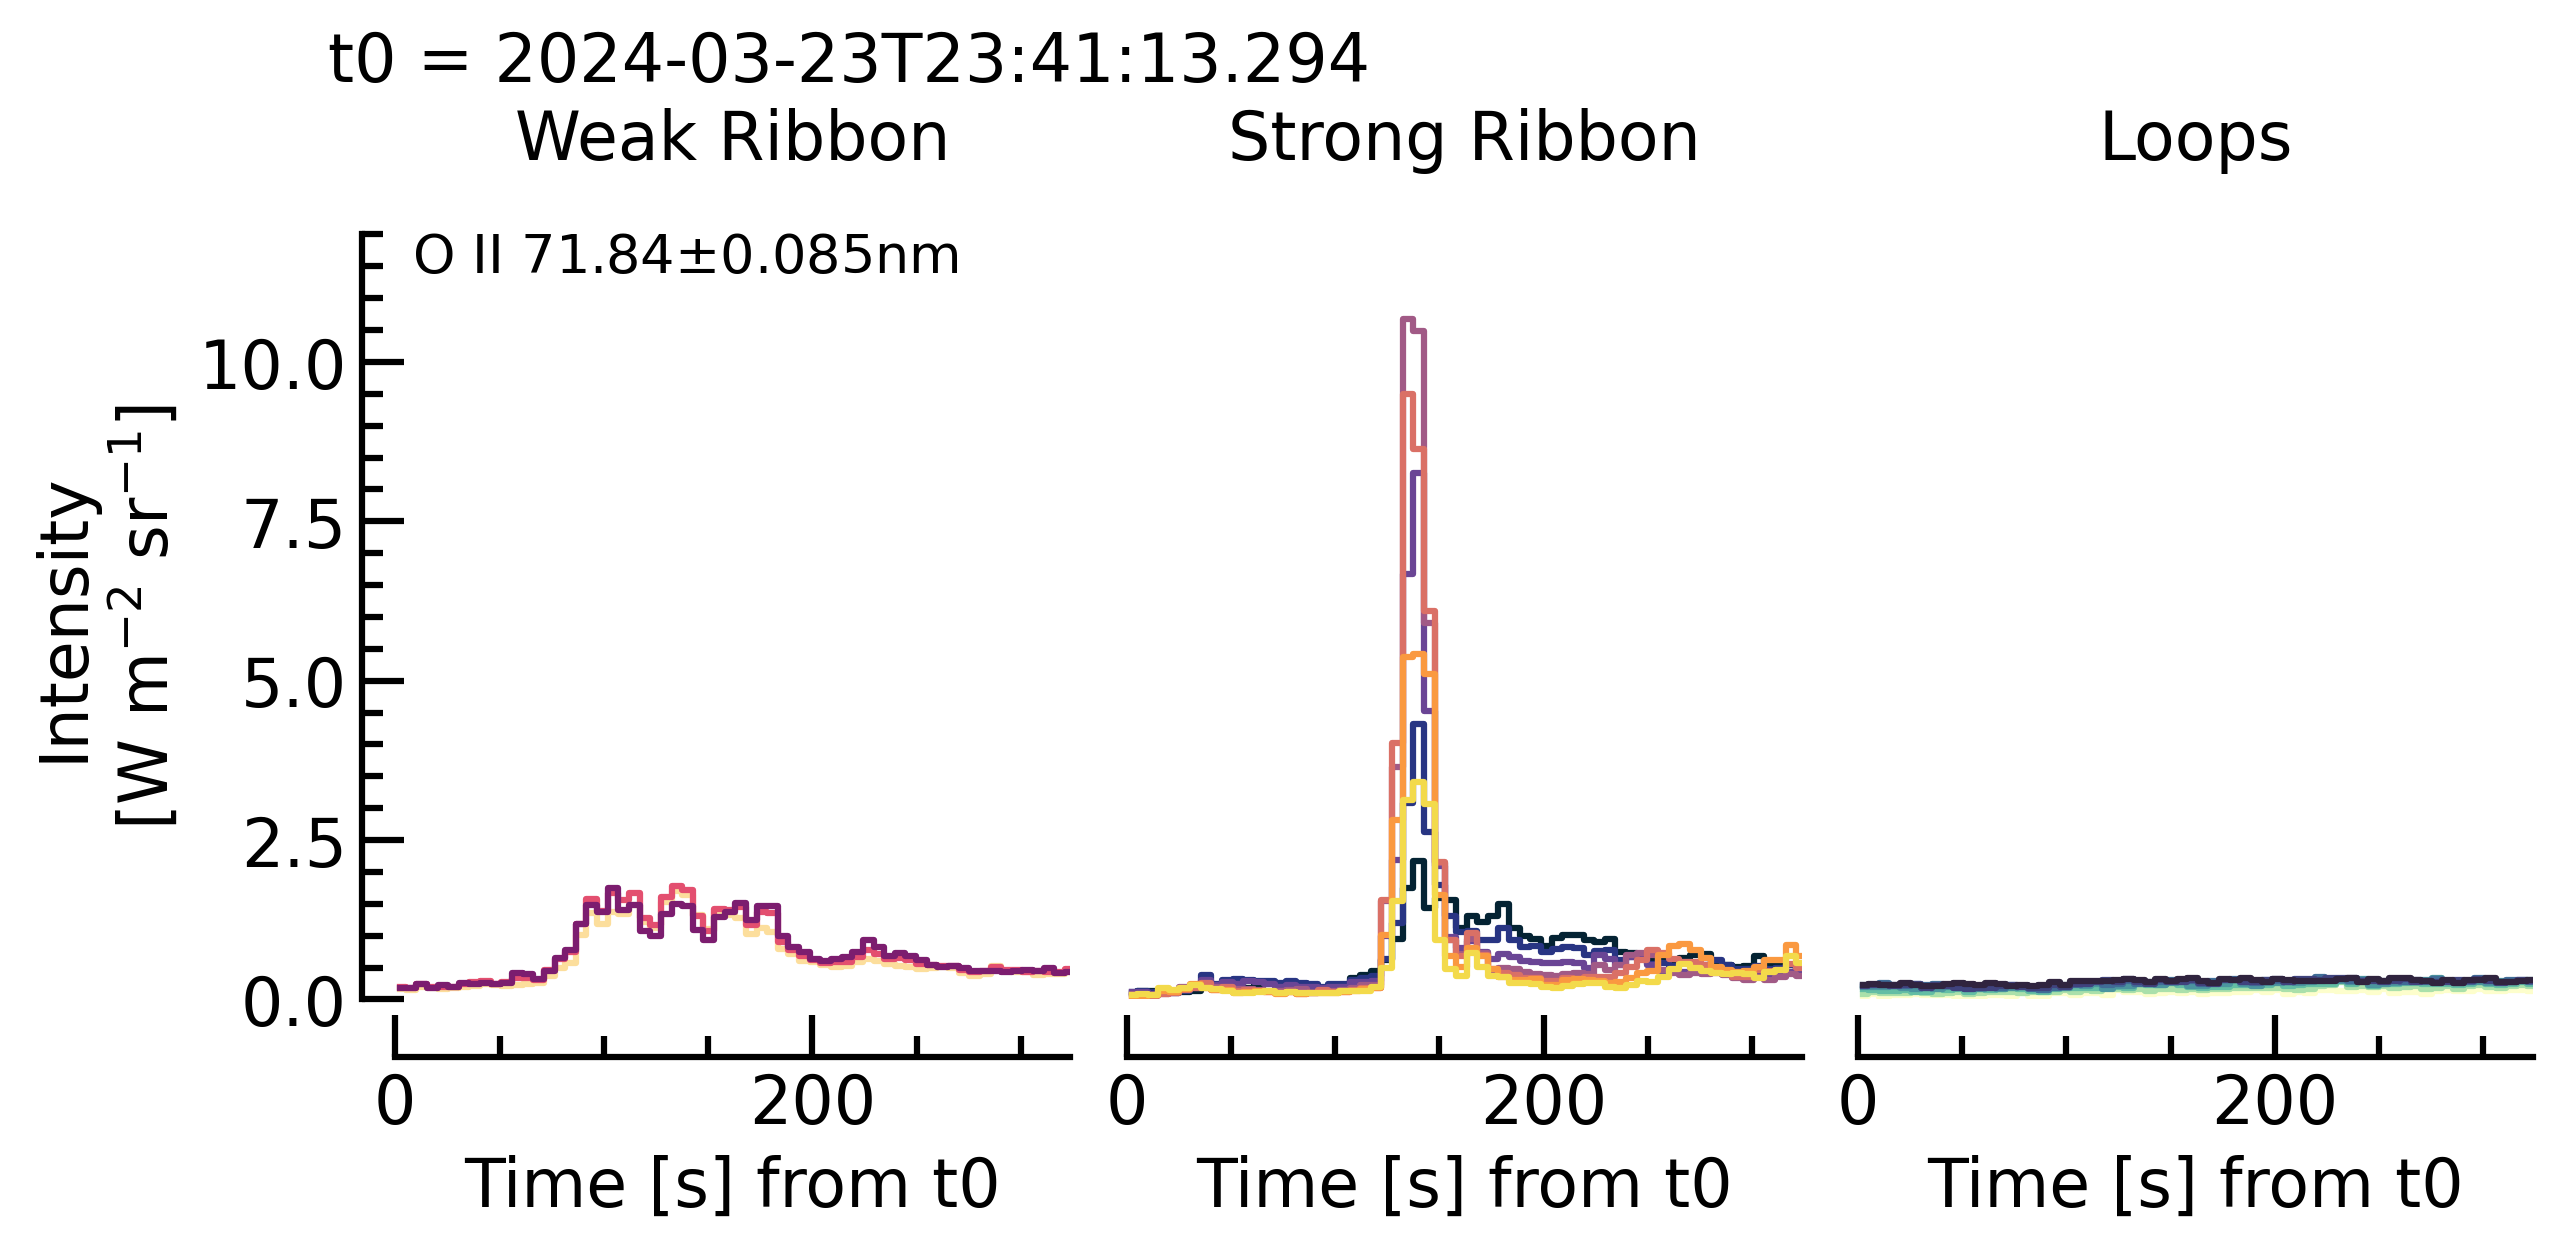 t0 = 2024-03-23T23:41:13.294
Weak Ribbon
Strong Ribbon
Loops
O II 71.84±0.085nm
Intensity
[W m⁻² sr⁻¹]
10.0
7.5
5.0
2.5
0.0
0 200
0 200
0 200
Time [s] from t0
Time [s] from t0
Time [s] from t0